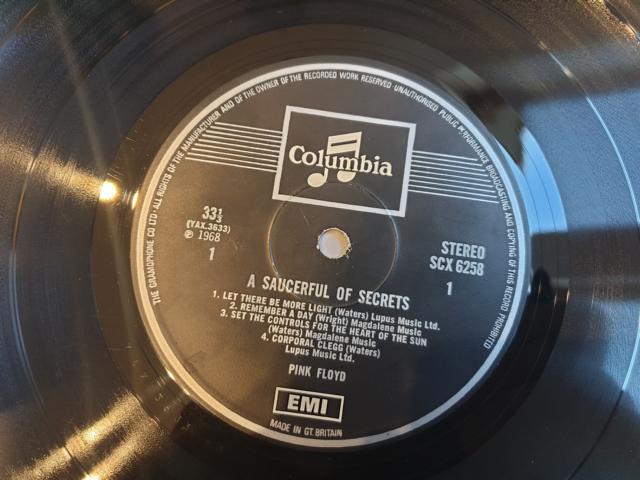 THE GRAMOPHONE CO LTD · ALL RIGHTS OF THE MANUFACTURER AND OF THE OWNER OF THE RECORDED WORK RESERVED UNAUTHORISED PUBLIC PERFORMANCE BROADCASTING AND COPYING OF THIS RECORD PROHIBITED
Columbia
33⅓
(YAX.3633)
℗ 1968
1
STEREO
SCX 6258
1
A SAUCERFUL OF SECRETS
1. LET THERE BE MORE LIGHT (Waters) Lupus Music Ltd.
2. REMEMBER A DAY (Wright) Magdalene Music
3. SET THE CONTROLS FOR THE HEART OF THE SUN
(Waters) Magdalene Music
4. CORPORAL CLEGG (Waters)
Lupus Music Ltd.
PINK FLOYD
EMI
MADE IN GT. BRITAIN